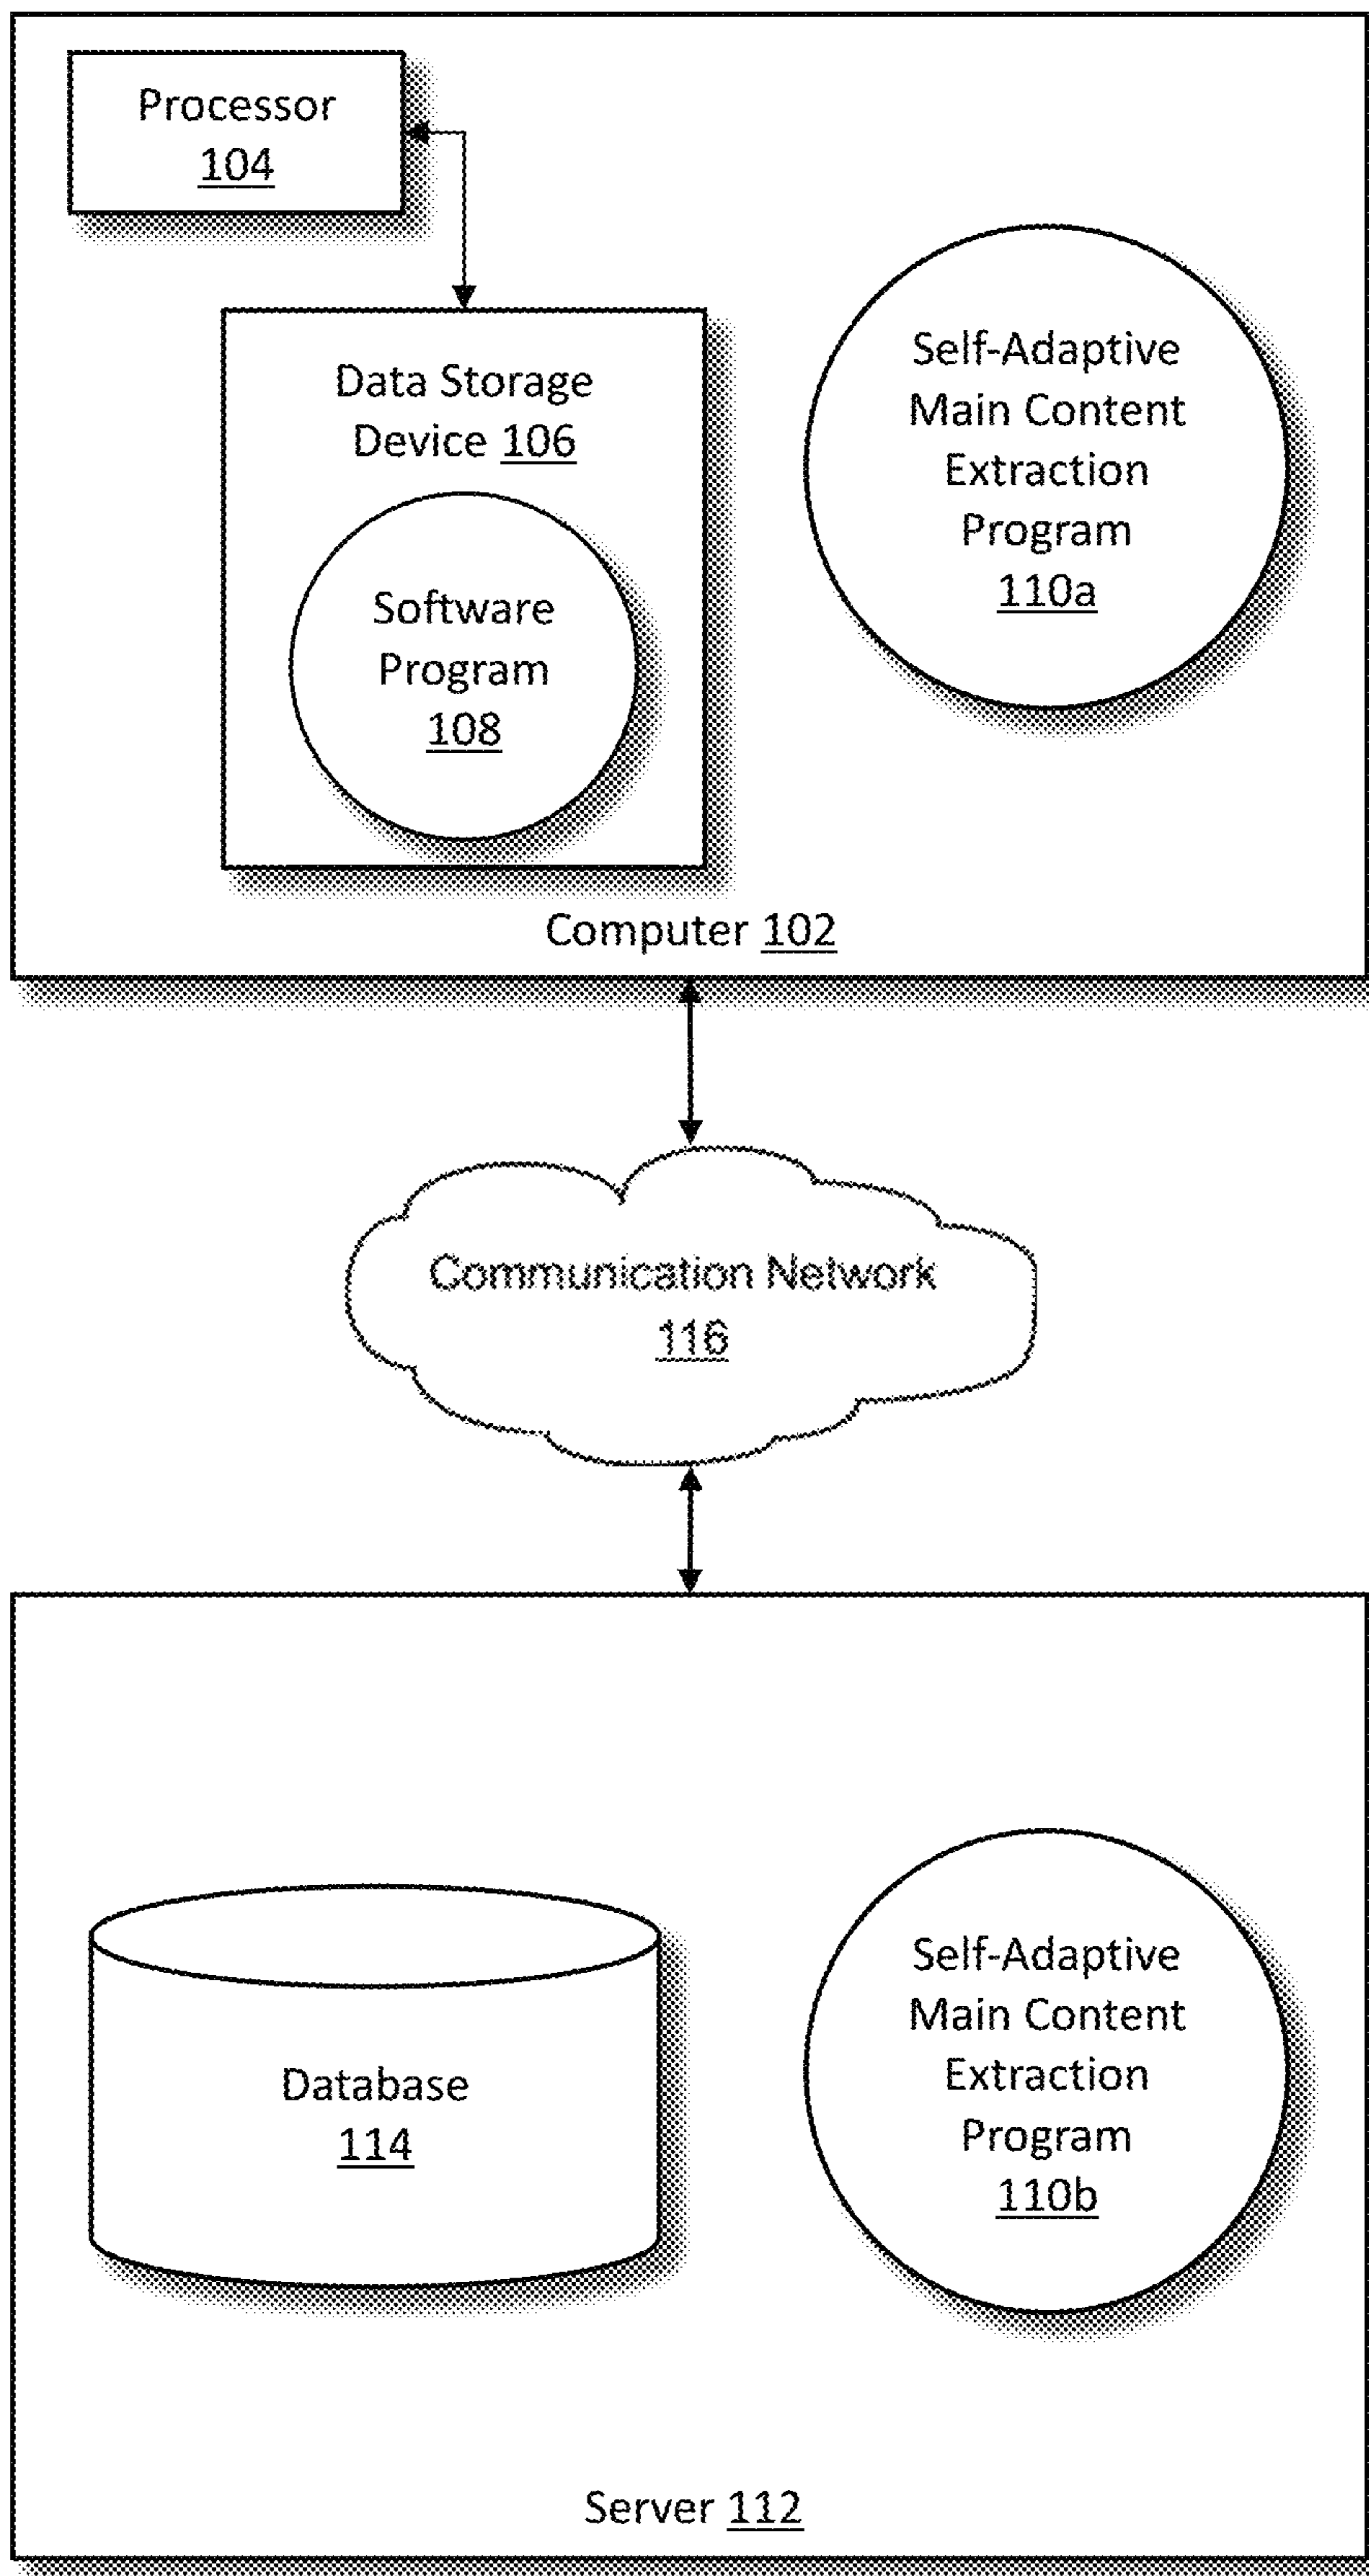 Processor
104
Data Storage
Device 106
Software
Program
108
Self-Adaptive
Main Content
Extraction
Program
110a
Computer 102
Communication Network
116
Database
114
Self-Adaptive
Main Content
Extraction
Program
110b
Server 112